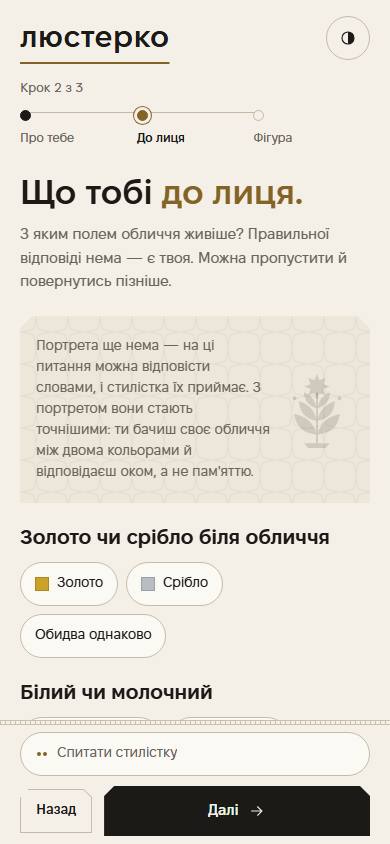 люстерко
Крок 2 з 3
Про тебе
До лиця
Фігура
Що тобі до лиця.
З яким полем обличчя живіше? Правильної
відповіді нема — є твоя. Можна пропустити й
повернутись пізніше.
Портрета ще нема — на ці
питання можна відповісти
словами, і стилістка їх приймає. З
портретом вони стають
точнішими: ти бачиш своє обличчя
між двома кольорами й
відповідаєш оком, а не пам'яттю.
Золото чи срібло біля обличчя
Золото
Срібло
Обидва однаково
Білий чи молочний
Спитати стилістку
Назад
Далі →